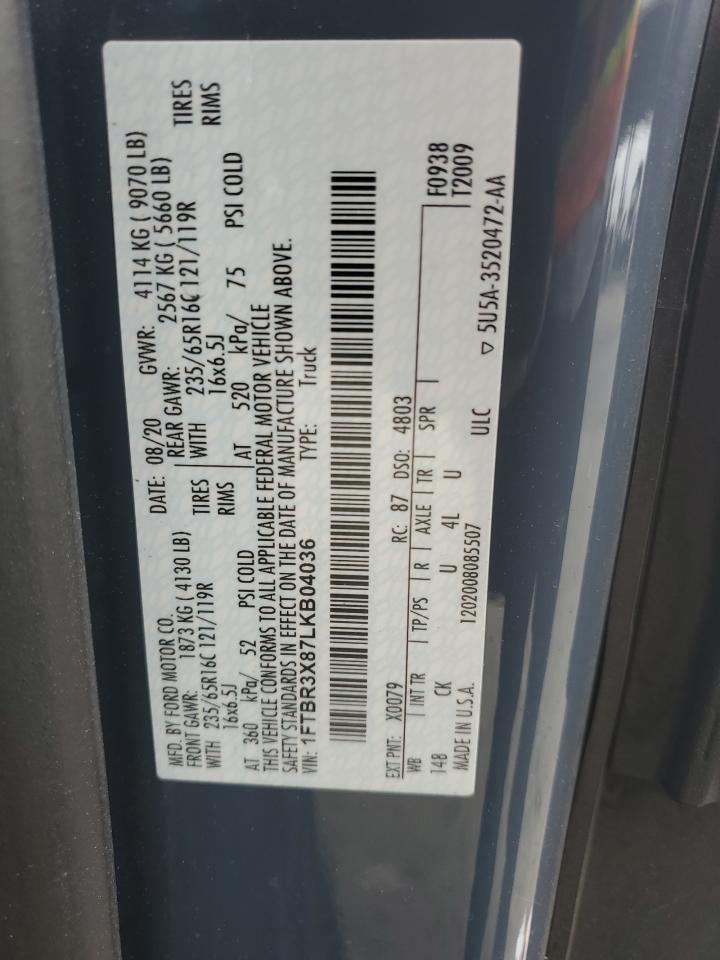 MFD. BY FORD MOTOR CO. DATE: 08/20 GVWR: 4114 KG ( 9070 LB)
FRONT GAWR: 1873 KG ( 4130 LB) REAR GAWR: 2567 KG ( 5660 LB)
WITH 235/65R16C 121/119R TIRES WITH 235/65R16C 121/119R TIRES
16x6.5J RIMS 16x6.5J RIMS
AT 360 kPa/ 52 PSI COLD AT 520 kPa/ 75 PSI COLD
THIS VEHICLE CONFORMS TO ALL APPLICABLE FEDERAL MOTOR VEHICLE
SAFETY STANDARDS IN EFFECT ON THE DATE OF MANUFACTURE SHOWN ABOVE.
VIN: 1FTBR3X87LKB04036 TYPE: Truck
EXT PNT: X0079 RC: 87 DSO: 4803 F0938
WB INT TR TP/PS R AXLE TR SPR T2009
148 CK U 4L U
MADE IN U.S.A. 120200808 5507 ULC ▽ 5U5A-3520472-AA